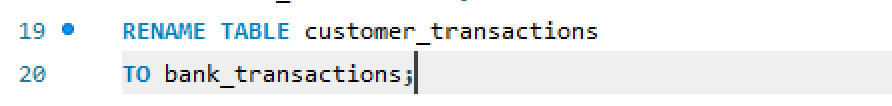 19 RENAME TABLE customer_transactions
20 TO bank_transactions;